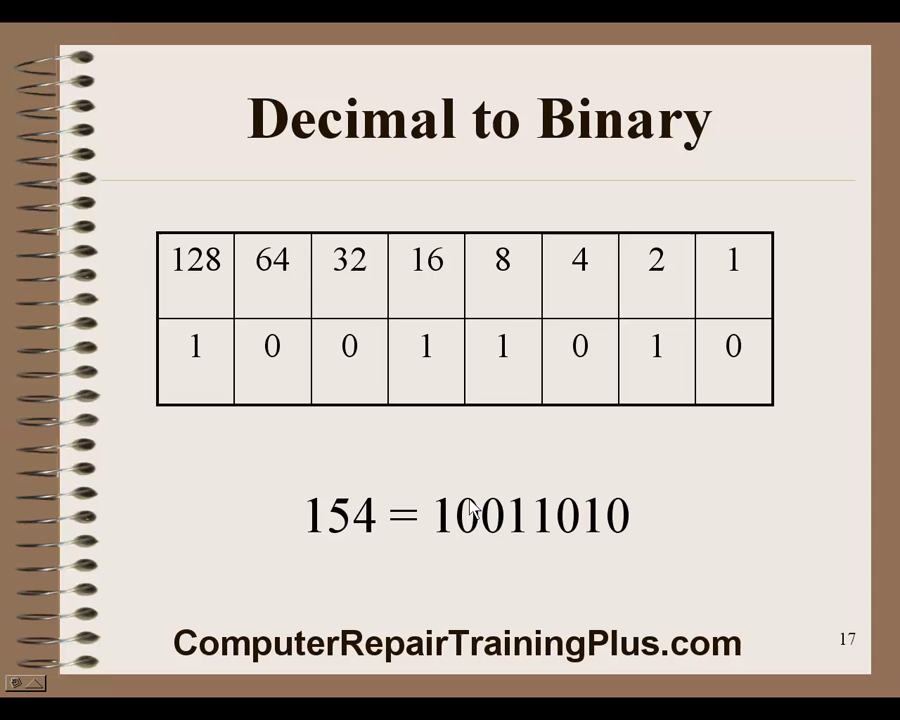 Decimal to Binary
128 64 32 16 8 4 2 1
1 0 0 1 1 0 1 0
154 = 10011010
ComputerRepairTrainingPlus.com
17